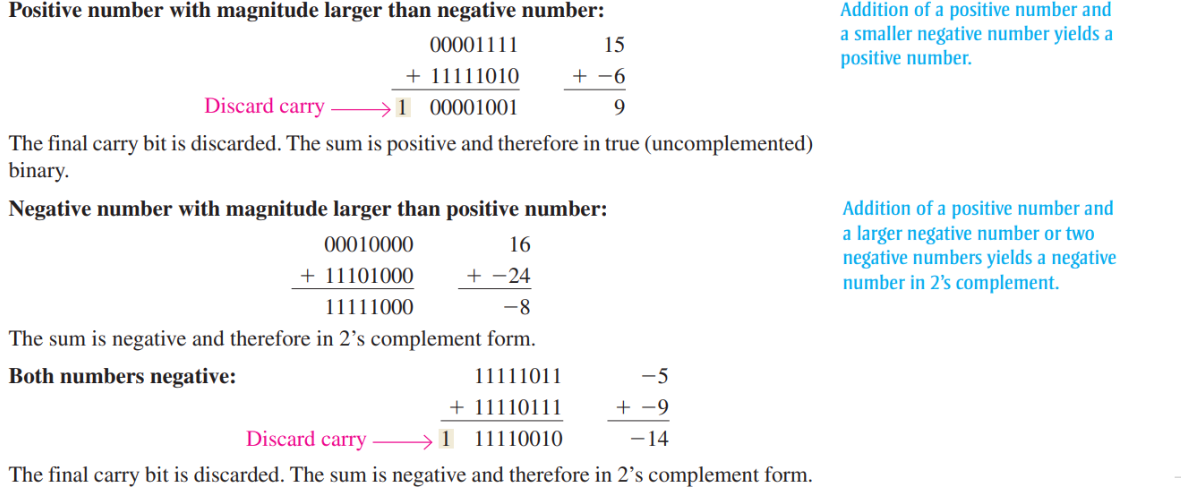 Positive number with magnitude larger than negative number:
00001111 15
+ 11111010 + −6
Discard carry 1 00001001 9
The final carry bit is discarded. The sum is positive and therefore in true (uncomplemented)
binary.
Addition of a positive number and
a smaller negative number yields a
positive number.
Negative number with magnitude larger than positive number:
00010000 16
+ 11101000 + −24
11111000 −8
The sum is negative and therefore in 2’s complement form.
Addition of a positive number and
a larger negative number or two
negative numbers yields a negative
number in 2’s complement.
Both numbers negative: 11111011 −5
+ 11110111 + −9
Discard carry 1 11110010 −14
The final carry bit is discarded. The sum is negative and therefore in 2’s complement form.